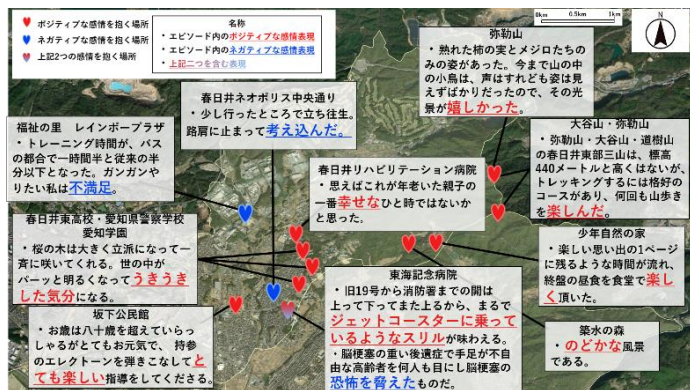 ポジティブな感情を抱く場所
ネガティブな感情を抱く場所
上記2つの感情を抱く場所
名称
・エピソード内のポジティブな感情表現
・エピソード内のネガティブな感情表現
・上記二つを含む表現
0km 0.5km 1km
N
弥勒山
・熟れた柿の実とメジロたちの
みの姿があった。今まで山の中
の小鳥は、声はすれども姿は見
えずばかりだったので、その光
景が嬉しかった。
春日井ネオポリス中央通り
・少し行ったところで立ち往生。
路肩に止まって考え込んだ。
福祉の里 レインボープラザ
・トレーニング時間が、バス
の都合で一時間半と従来の半
分以下となった。ガンガンや
りたい私は不満足。
大谷山・弥勒山
・弥勒山・大谷山・道樹山
の春日井東部三山は、標高
440メートルと高くはないが、
トレッキングするには格好の
コースがあり、何回も山歩き
を楽しんだ。
春日井リハビリテーション病院
・思えばこれが年老いた親子の
一番幸せなひと時ではないか
と思った。
春日井東高校・愛知県警察学校
愛知学園
・桜の木は大きく立派になって一
斉に咲いてくれる。世の中が
パーッと明るくなってうきうき
した気分になる。
少年自然の家
・楽しい思い出の1ページ
に残るような時間が流れ、
終盤の昼食を食堂で楽し
く頂いた。
東海記念病院
・旧19号から消防署までの間は
上って下ってまた上るから、まるで
ジェットコースターに乗って
いるようなスリルが味わえる。
・脳梗塞の重い後遺症で手足が不自
由な高齢者を何人も目にし脳梗塞の
恐怖を脅えたものだ。
坂下公民館
・お歳は八十歳を超えていらっ
しゃるがとてもお元気で、持参
のエレクトーンを弾きこなしてと
ても楽しい指導をしてくださる。
築水の森
・のどかな風景
である。